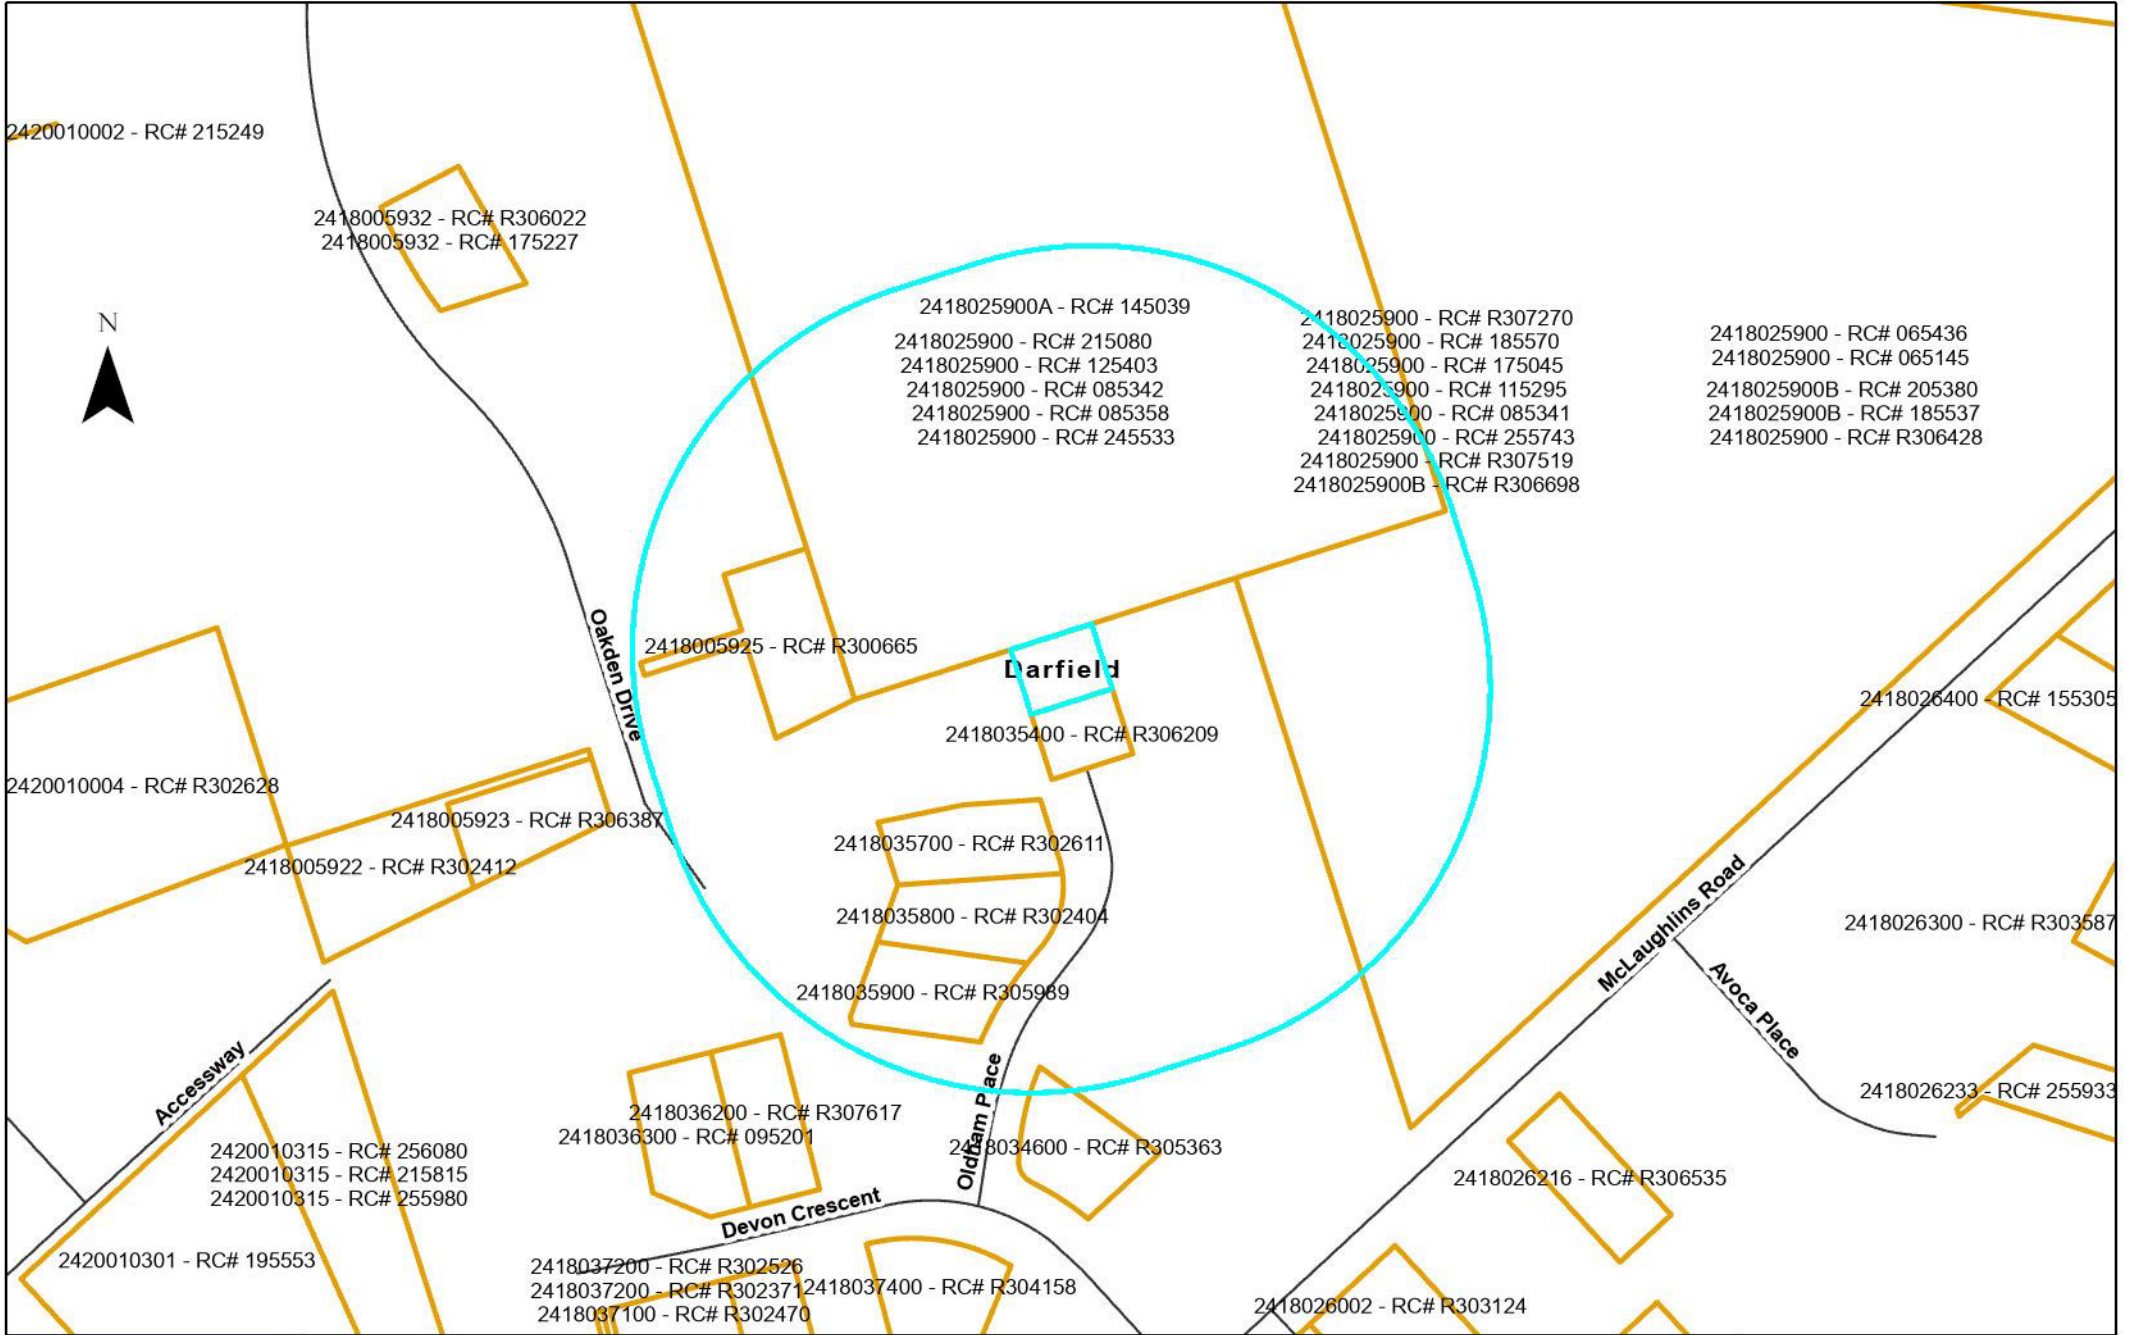 2420010002 - RC# 215249
2418005932 - RC# R306022
2418005932 - RC# 175227
N
2418025900A - RC# 145039
2418025900 - RC# 215080
2418025900 - RC# 125403
2418025900 - RC# 085342
2418025900 - RC# 085358
2418025900 - RC# 245533
2418025900 - RC# R307270
2418025900 - RC# 185570
2418025900 - RC# 175045
2418025900 - RC# 115295
2418025900 - RC# 085341
2418025900 - RC# 255743
2418025900 - RC# R307519
2418025900B - RC# R306698
2418025900 - RC# 065436
2418025900 - RC# 065145
2418025900B - RC# 205380
2418025900B - RC# 185537
2418025900 - RC# R306428
Oakden Drive
2418005925 - RC# R300665
Darfield
2418026400 - RC# 155305
2418035400 - RC# R306209
2420010004 - RC# R302628
2418005923 - RC# R306387
2418005922 - RC# R302412
2418035700 - RC# R302611
2418035800 - RC# R302404
2418035900 - RC# R305989
McLaughlins Road
2418026300 - RC# R303587
Avoca Place
Accessway
Oldham Place
2418026233 - RC# 255933
2418036200 - RC# R307617
2418036300 - RC# 095201
2418034600 - RC# R305363
2420010315 - RC# 256080
2420010315 - RC# 215815
2420010315 - RC# 255980
2418026216 - RC# R306535
Devon Crescent
2420010301 - RC# 195553
2418037200 - RC# R302526
2418037200 - RC# R302371
2418037100 - RC# R302470
2418037400 - RC# R304158
2418026002 - RC# R303124